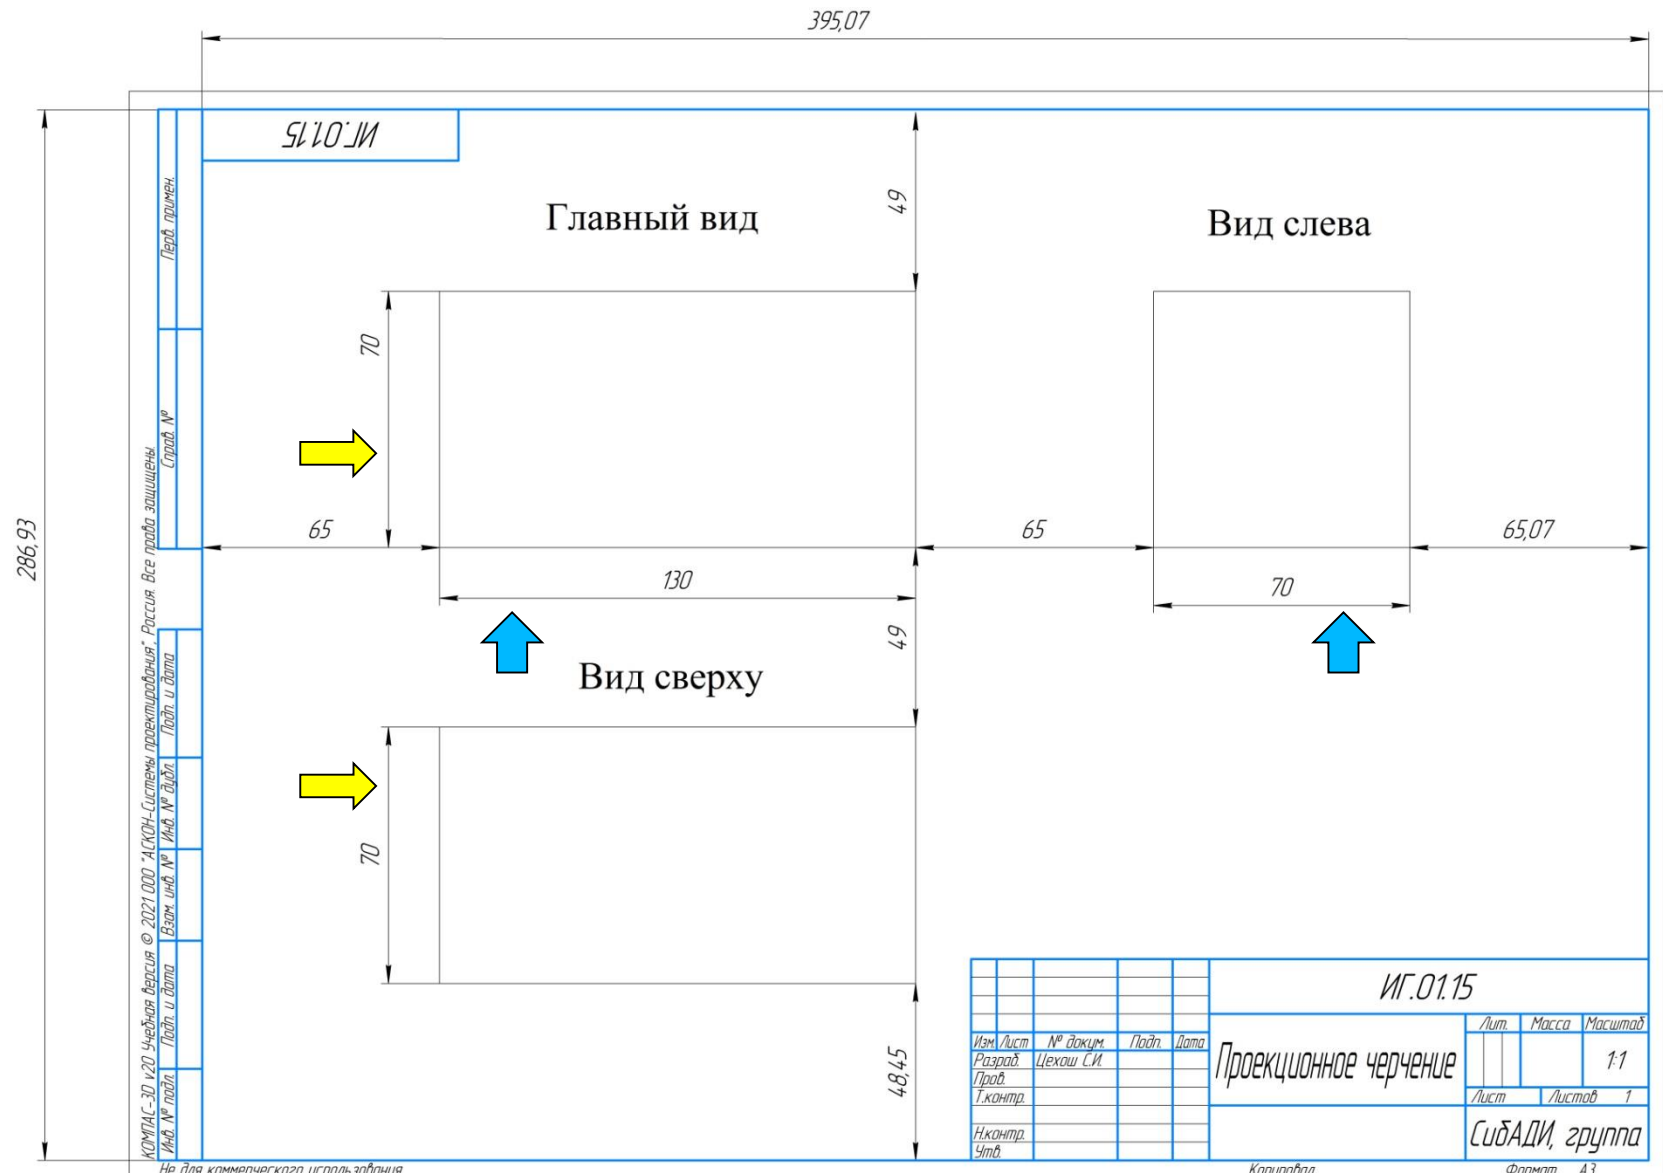 395,07
ИГ.01.15
Перв. примен.
Справ. №
49
Главный вид
Вид слева
70
286,93
65
65
65,07
130
70
49
Вид сверху
70
Подп. и дата
Инв. № дубл.
Взам. инв. №
Подп. и дата
Инв. № подл.
КОМПАС-3D v20 Учебная версия © 2021 ООО "АСКОН-Системы проектирования", Россия. Все права защищены.
48,45
ИГ.01.15
Лит. Масса Масштаб
Изм. Лист № докум. Подп. Дата
Разраб. Цехош С.И.
Проекционное черчение
1:1
Пров.
Т.контр.
Лист Листов 1
Н.контр.
Утв.
СибАДИ, группа
Не для коммерческого использования
Копировал
Формат А3